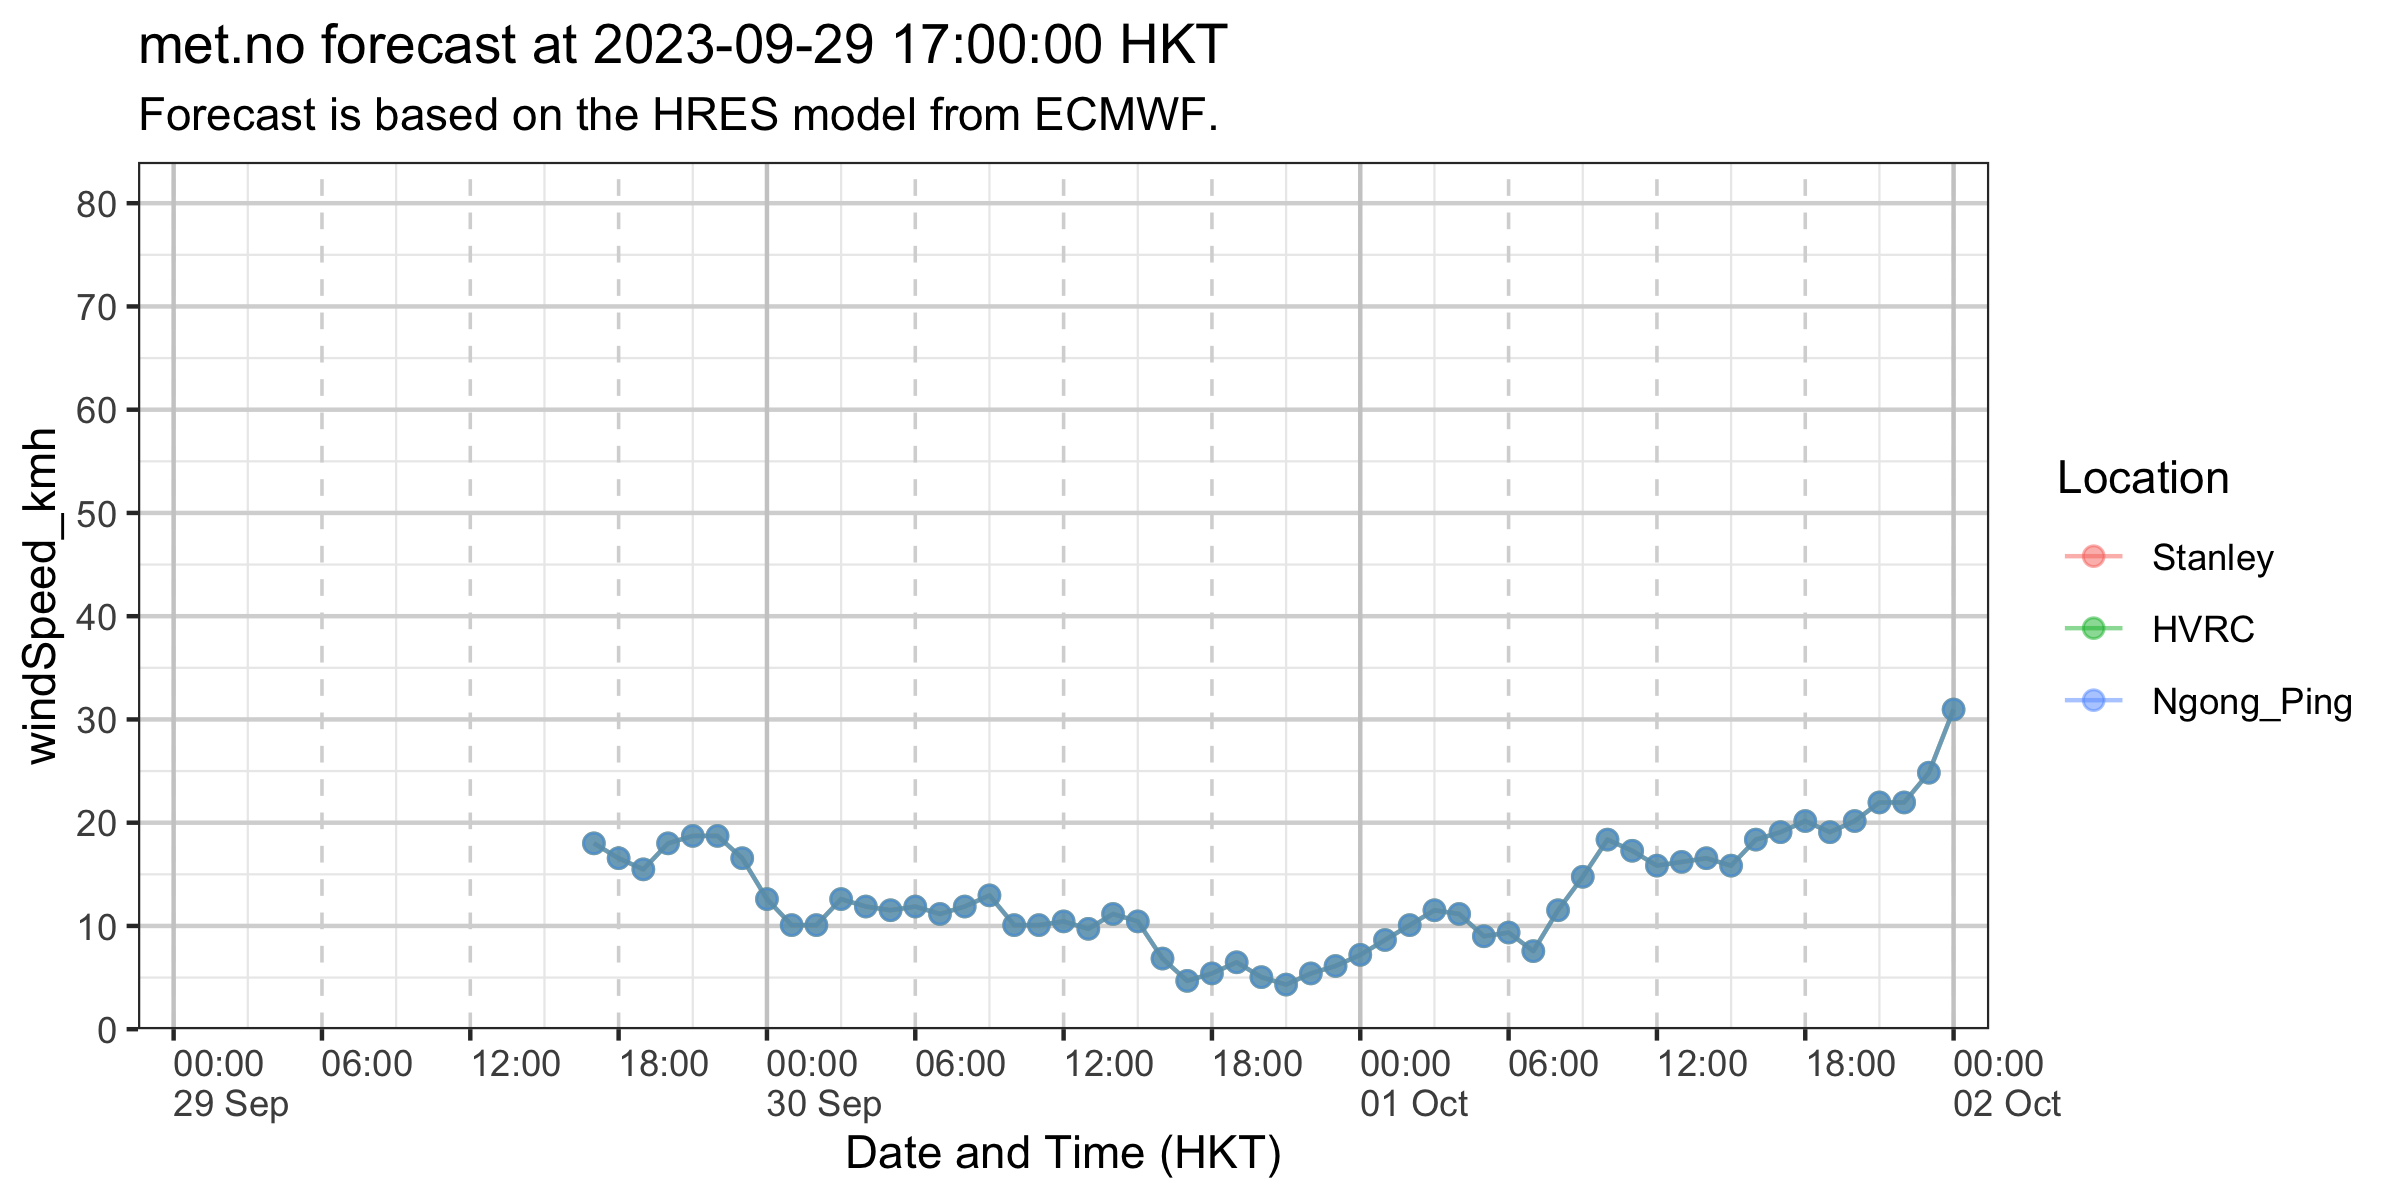 met.no forecast at 2023-09-29 17:00:00 HKT
Forecast is based on the HRES model from ECMWF.
windSpeed_kmh
80
70
60
50
40
30
20
10
0
00:00 06:00 12:00 18:00 00:00 06:00 12:00 18:00 00:00 06:00 12:00 18:00 00:00
29 Sep 30 Sep 01 Oct 02 Oct
Date and Time (HKT)
Location
Stanley
HVRC
Ngong_Ping